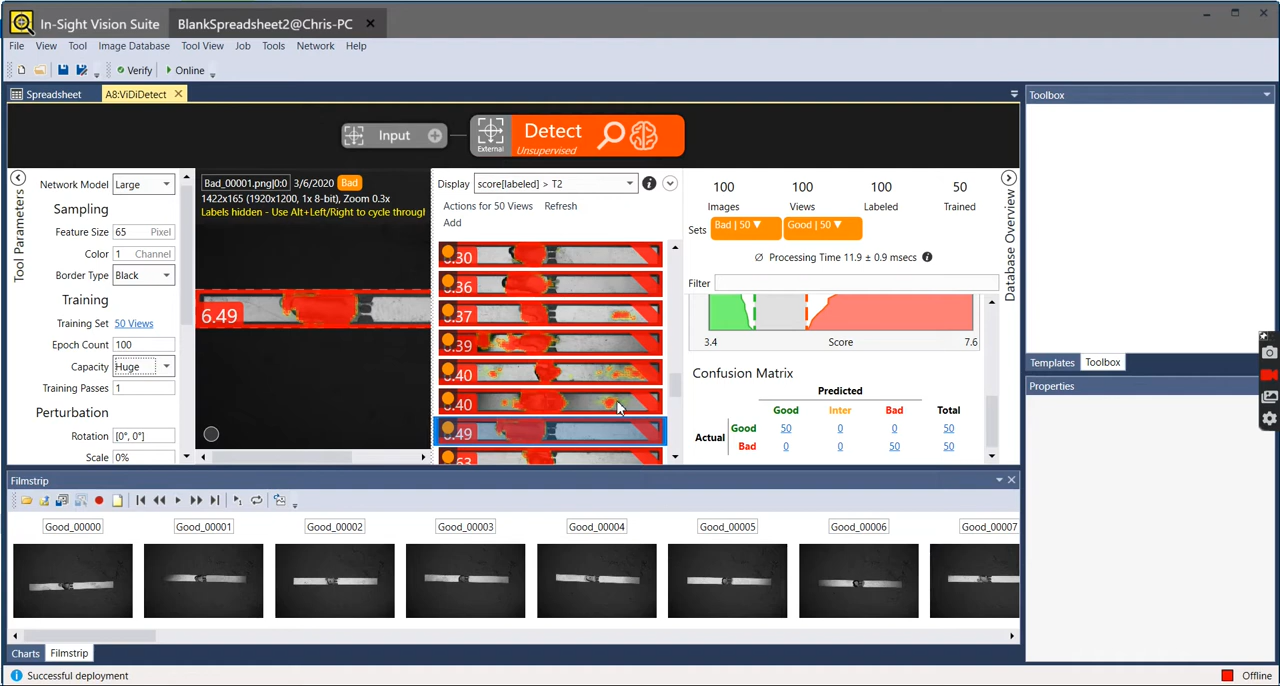 In-Sight Vision Suite
BlankSpreadsheet2@Chris-PC
File View Tool Image Database Tool View Job Tools Network Help
Verify Online
Spreadsheet A8:ViDiDetect
Toolbox
Input
External
Detect
Unsupervised
Tool Parameters
Network Model Large
Sampling
Feature Size 65 Pixel
Color 1 Channel
Border Type Black
Training
Training Set 50 Views
Epoch Count 100
Capacity Huge
Training Passes 1
Perturbation
Rotation [0°, 0°]
Scale 0%
Bad_00001.png|0:0 3/6/2020 Bad
1422x165 (1920x1200, 1x 8-bit), Zoom 0.3x
Labels hidden - Use Alt+Left/Right to cycle through
6.49
Display score[labeled] > T2
Actions for 50 Views Refresh
Add
6.30
6.36
6.37
6.39
6.40
6.40
6.49
100 100 100 50
Images Views Labeled Trained
Sets Bad | 50 Good | 50
Processing Time 11.9 ± 0.9 msecs
Filter
3.4 Score 7.6
Confusion Matrix
Predicted
Good Inter Bad Total
Actual
Good 50 0 0 50
Bad 0 0 50 50
Database Overview
Templates Toolbox
Properties
Filmstrip
Good_00000 Good_00001 Good_00002 Good_00003 Good_00004 Good_00005 Good_00006 Good_00007
Charts Filmstrip
Successful deployment
Offline